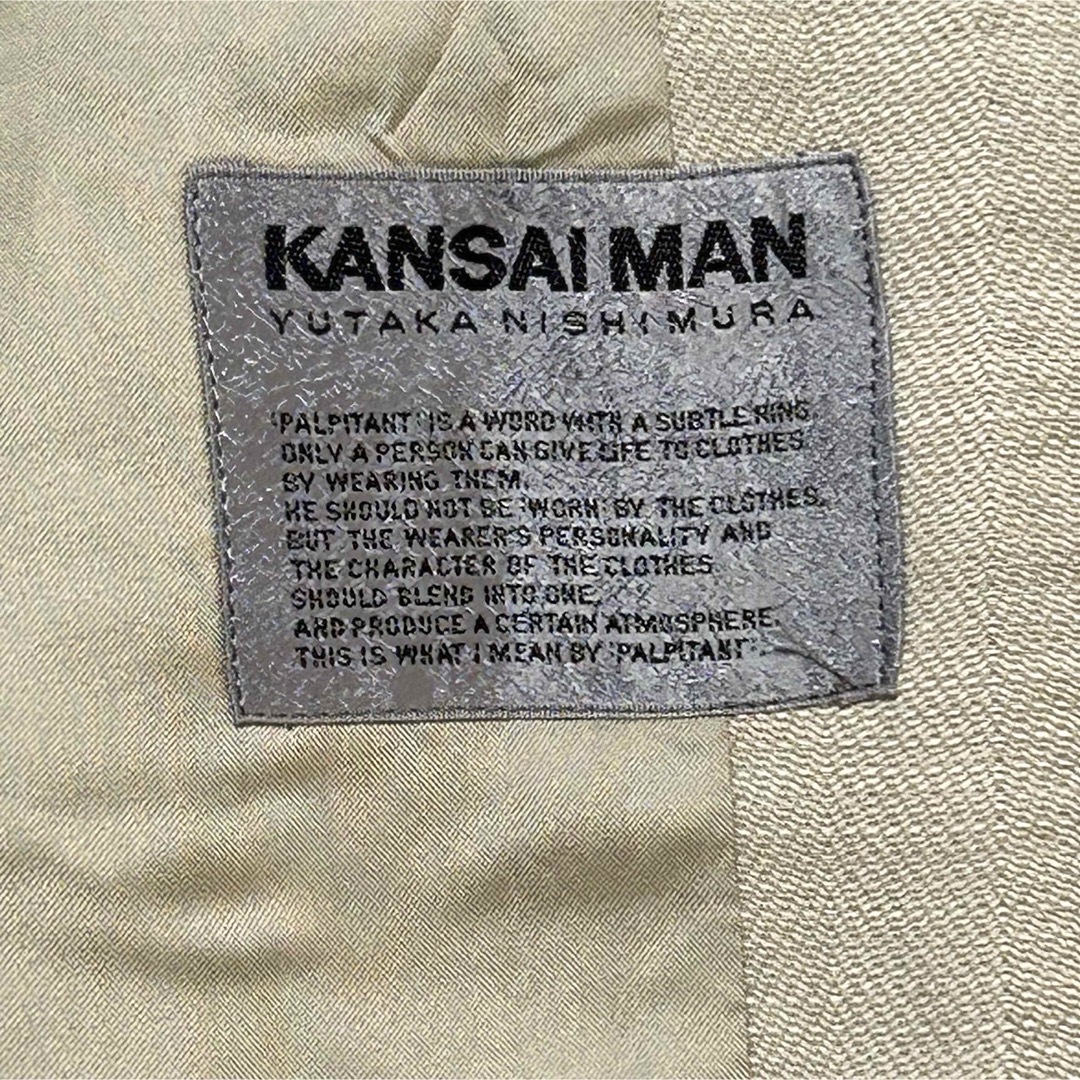 KANSAI MAN
YUTAKA NISHIMURA
'PALPITANT' IS A WORD WITH A SUBTLE RING.
ONLY A PERSON CAN GIVE LIFE TO CLOTHES
BY WEARING THEM.
HE SHOULD NOT BE 'WORN' BY THE CLOTHES,
BUT THE WEARER'S PERSONALITY AND
THE CHARACTER OF THE CLOTHES
SHOULD BLEND INTO ONE,
AND PRODUCE A CERTAIN ATMOSPHERE.
THIS IS WHAT I MEAN BY 'PALPITANT'.